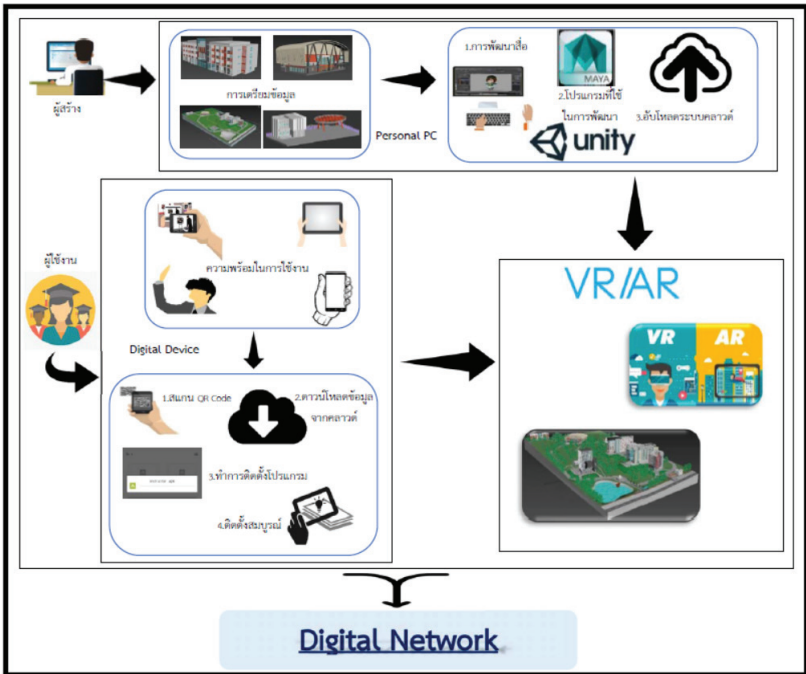 ผู้สร้าง
การเตรียมข้อมูล
Personal PC
1.การพัฒนาสื่อ
MAYA
2.โปรแกรมที่ใช้
ในการพัฒนา
unity
3.อัปโหลดระบบคลาวด์
ผู้ใช้งาน
ความพร้อมในการใช้งาน
Digital Device
1.สแกน QR Code
2.ดาวน์โหลดข้อมูล
จากคลาวด์
3.ทำการติดตั้งโปรแกรม
4.ติดตั้งสมบูรณ์
VR/AR
VR
AR
Digital Network